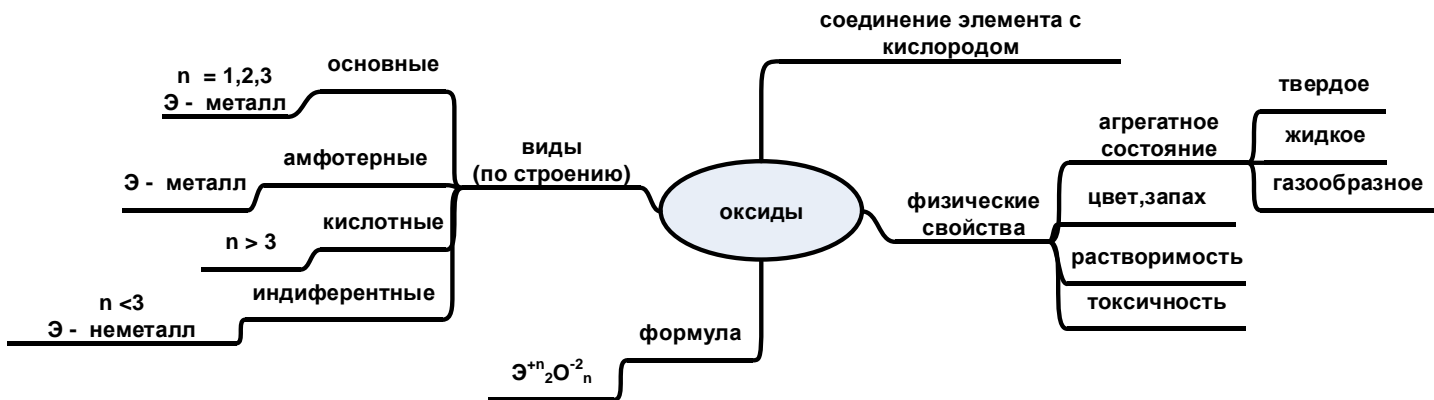 соединение элемента с
кислородом
основные
n = 1,2,3
Э - металл
амфотерные
Э - металл
кислотные
n > 3
индиферентные
n <3
Э - неметалл
виды
(по строению)
оксиды
формула
Э⁺ⁿ₂О⁻²ₙ
физические
свойства
агрегатное
состояние
твердое
жидкое
газообразное
цвет,запах
растворимость
токсичность